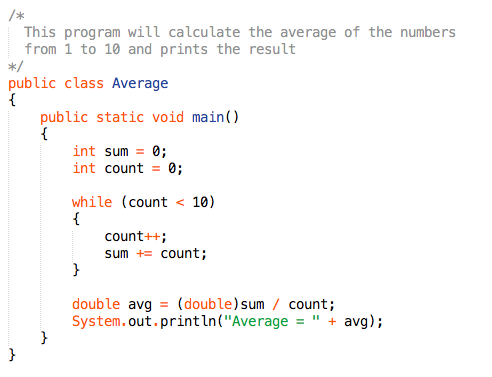 /*
  This program will calculate the average of the numbers
  from 1 to 10 and prints the result
*/
public class Average
{
    public static void main()
    {
        int sum = 0;
        int count = 0;

        while (count < 10)
        {
            count++;
            sum += count;
        }

        double avg = (double)sum / count;
        System.out.println("Average = " + avg);
    }
}